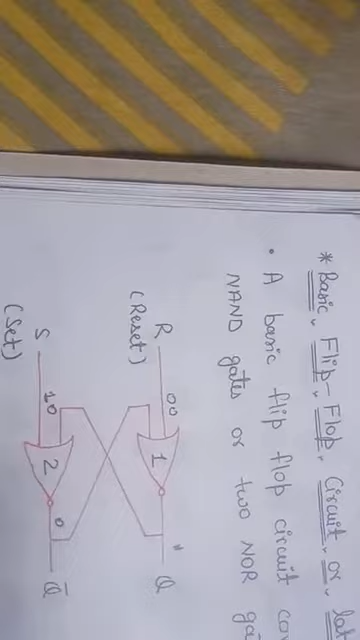 * Basic Flip-Flop Circuit or
• A basic flip flop circuit
NAND gates or two NOR
R
(Reset)
00
1
*
Q
S
(Set)
10
2
0
Q̄